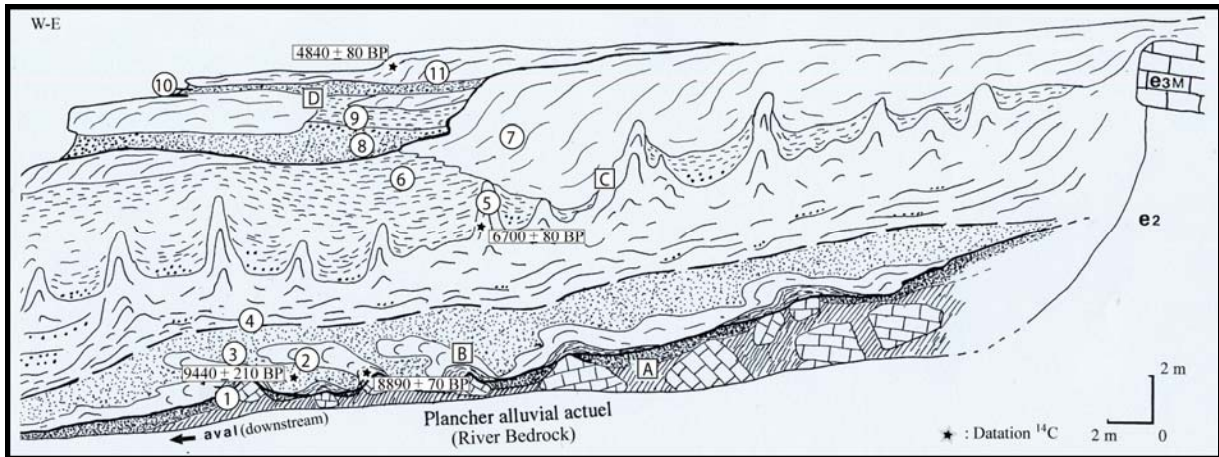 W-E
4840 ± 80 BP
10
11
D
9
8
7
6
5
C
6700 ± 80 BP
e3M
e2
4
3
2
B
9440 ± 210 BP
8890 ± 70 BP
A
1
aval (downstream)
Plancher alluvial actuel
(River Bedrock)
★ : Datation ¹⁴C
2 m
2 m 0